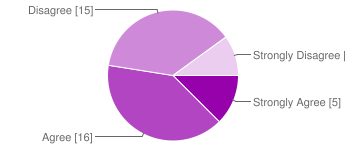 Disagree [15]
Strongly Disagree [
Strongly Agree [5]
Agree [16]